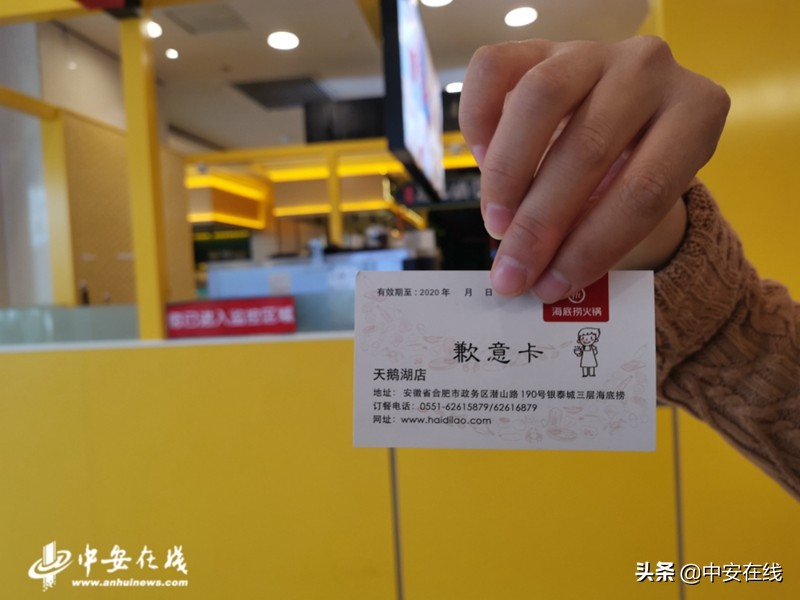 有效期至：2020年 月 日
海底捞火锅
歉意卡
天鹅湖店
地址： 安徽省合肥市政务区潜山路190号银泰城三层海底捞
订餐电话：0551-62615879/62616879
网址：www.haidilao.com
您已进入监控区域
中安在线
www.anhuinews.com
头条 @中安在线